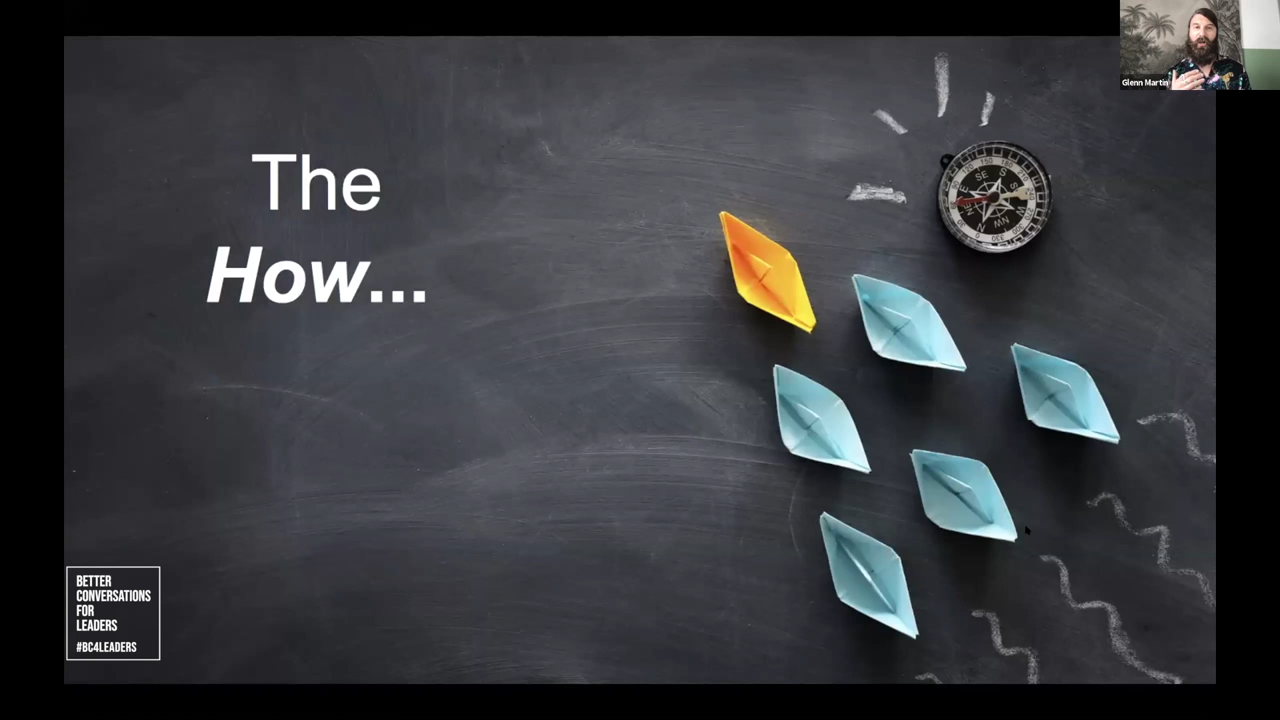 The
How...
BETTER
CONVERSATIONS
FOR
LEADERS
#BC4LEADERS
Glenn Martin